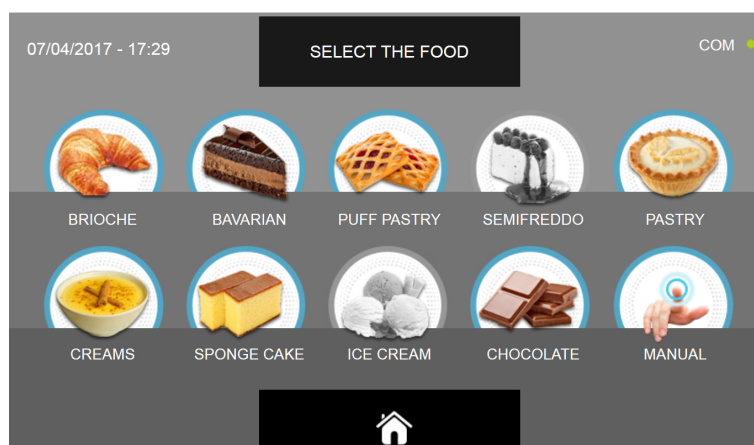 07/04/2017 - 17:29
SELECT THE FOOD
COM
BRIOCHE
BAVARIAN
PUFF PASTRY
SEMIFREDDO
PASTRY
CREAMS
SPONGE CAKE
ICE CREAM
CHOCOLATE
MANUAL